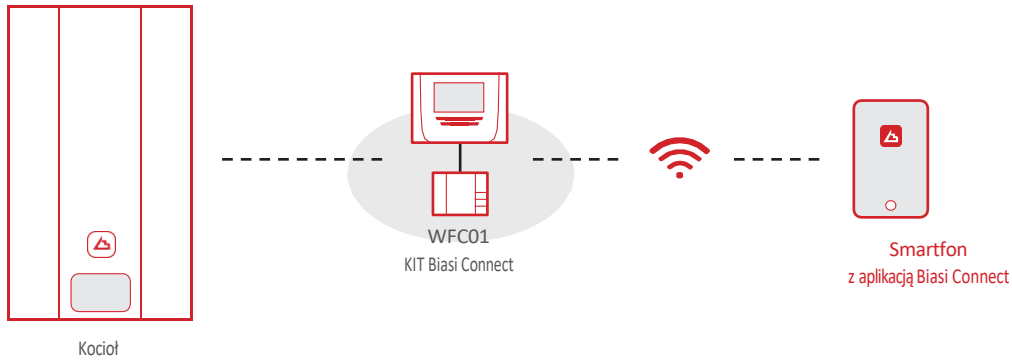 Kocioł
WFC01
KIT Biasi Connect
Smartfon
z aplikacją Biasi Connect